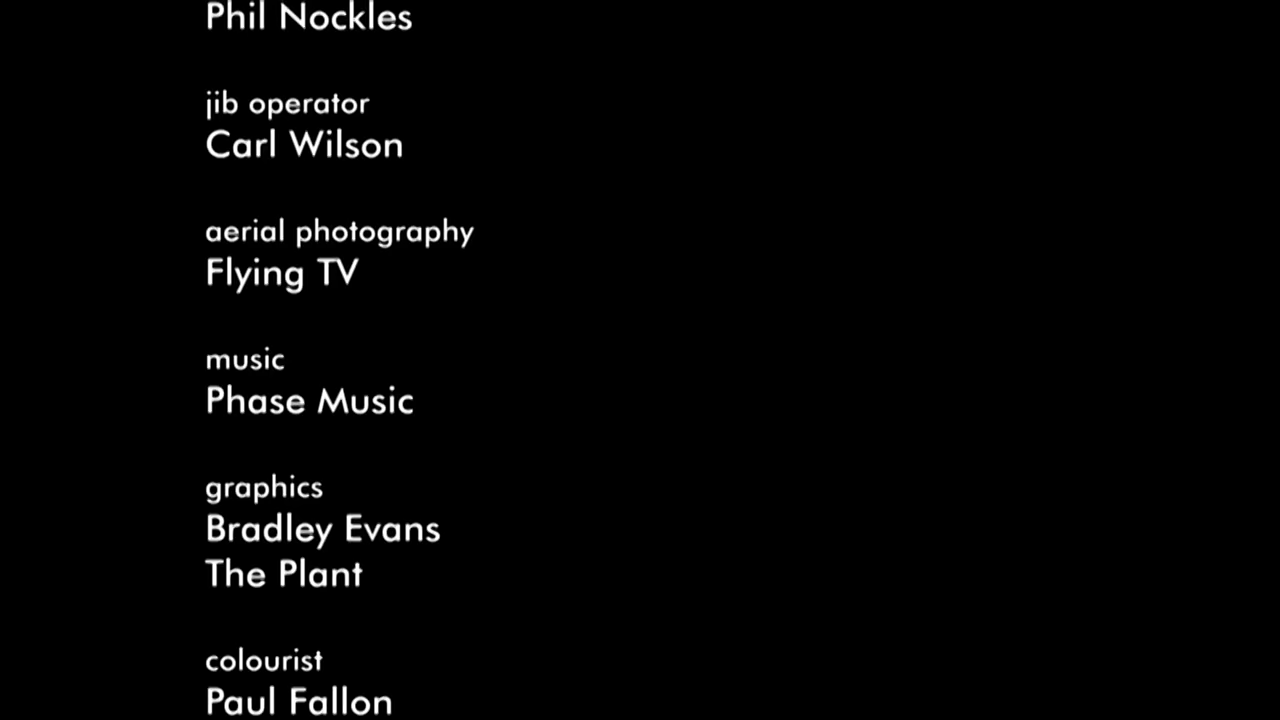 Phil Nockles
jib operator
Carl Wilson
aerial photography
Flying TV
music
Phase Music
graphics
Bradley Evans
The Plant
colourist
Paul Fallon